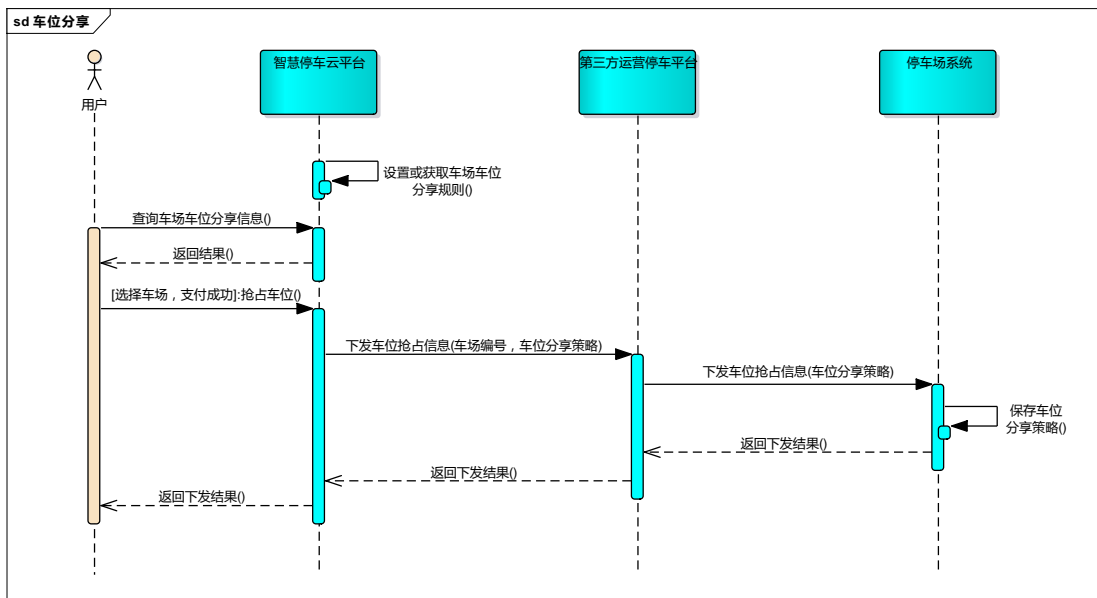 sd 车位分享
用户
智慧停车云平台
第三方运营停车平台
停车场系统
设置或获取车场车位
分享规则()
查询车场车位分享信息()
返回结果()
[选择车场，支付成功]:抢占车位()
下发车位抢占信息(车场编号，车位分享策略)
下发车位抢占信息(车位分享策略)
保存车位
分享策略()
返回下发结果()
返回下发结果()
返回下发结果()